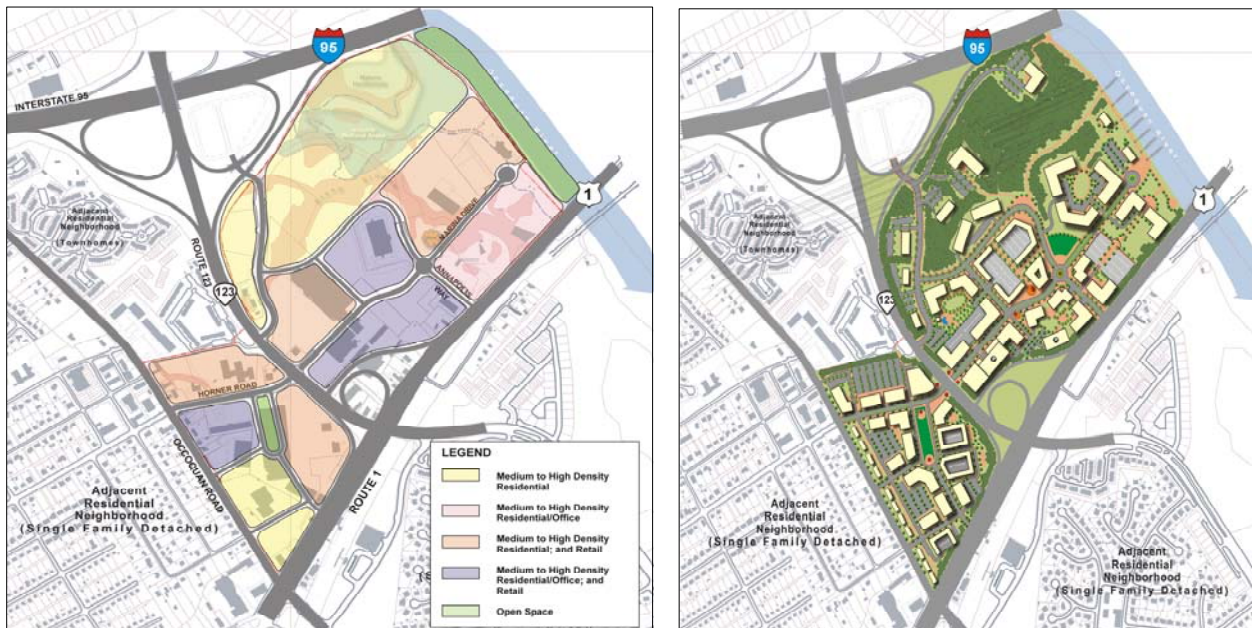 95
INTERSTATE 95
1
Adjacent
Residential
Neighborhood
(Townhomes)
ROUTE 123
123
MARINA DRIVE
ANNAPOLIS
WAY
HORNER ROAD
OCCOCUAN ROAD
ROUTE 1
Adjacent
Residential
Neighborhood
(Single Family Detached)
LEGEND
Medium to High Density
Residential
Medium to High Density
Residential/Office
Medium to High Density
Residential; and Retail
Medium to High Density
Residential/Office; and
Retail
Open Space
95
1
Adjacent
Residential
Neighborhood
(Townhomes)
123
Adjacent
Residential
Neighborhood
(Single Family Detached)
Adjacent
Residential
Neighborhood
(Single Family Detached)